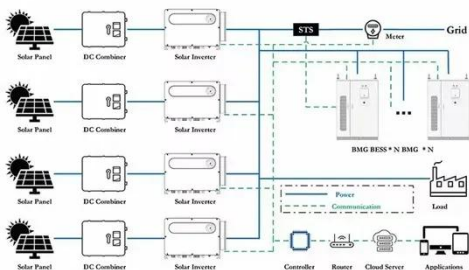 STS
Meter
Grid
Solar Panel
DC Combiner
Solar Inverter
Solar Panel
DC Combiner
Solar Inverter
BMG BESS * N BMG * N
Solar Panel
DC Combiner
Solar Inverter
Power
Communication
Load
Solar Panel
DC Combiner
Solar Inverter
Controller
Router
Cloud Server
Applications